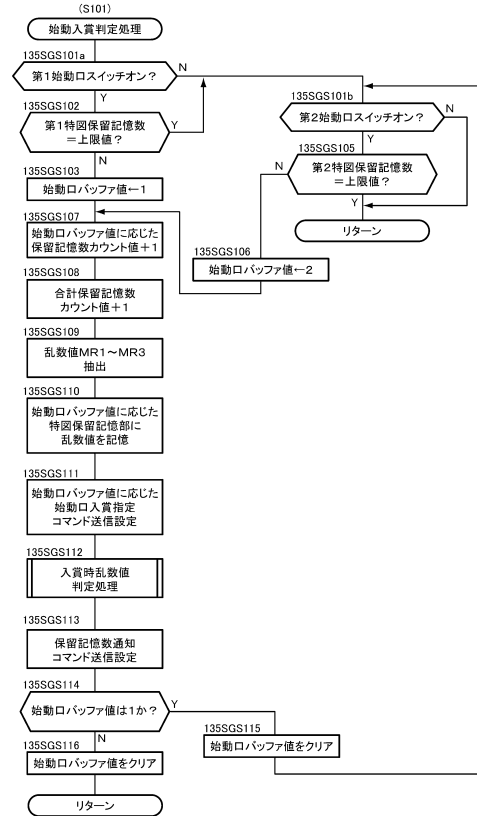 (S101)
始動入賞判定処理
135SGS101a
第1始動口スイッチオン？
N
Y
135SGS102
第1特図保留記憶数
＝上限値？
Y
N
135SGS101b
第2始動口スイッチオン？
N
Y
135SGS105
第2特図保留記憶数
＝上限値？
N
Y
リターン
135SGS103
始動口バッファ値←1
135SGS106
始動口バッファ値←2
135SGS107
始動口バッファ値に応じた
保留記憶数カウント値＋1
135SGS108
合計保留記憶数
カウント値＋1
135SGS109
乱数値MR1～MR3
抽出
135SGS110
始動口バッファ値に応じた
特図保留記憶部に
乱数値を記憶
135SGS111
始動口バッファ値に応じた
始動口入賞指定
コマンド送信設定
135SGS112
入賞時乱数値
判定処理
135SGS113
保留記憶数通知
コマンド送信設定
135SGS114
始動口バッファ値は1か？
Y
N
135SGS115
始動口バッファ値をクリア
135SGS116
始動口バッファ値をクリア
リターン